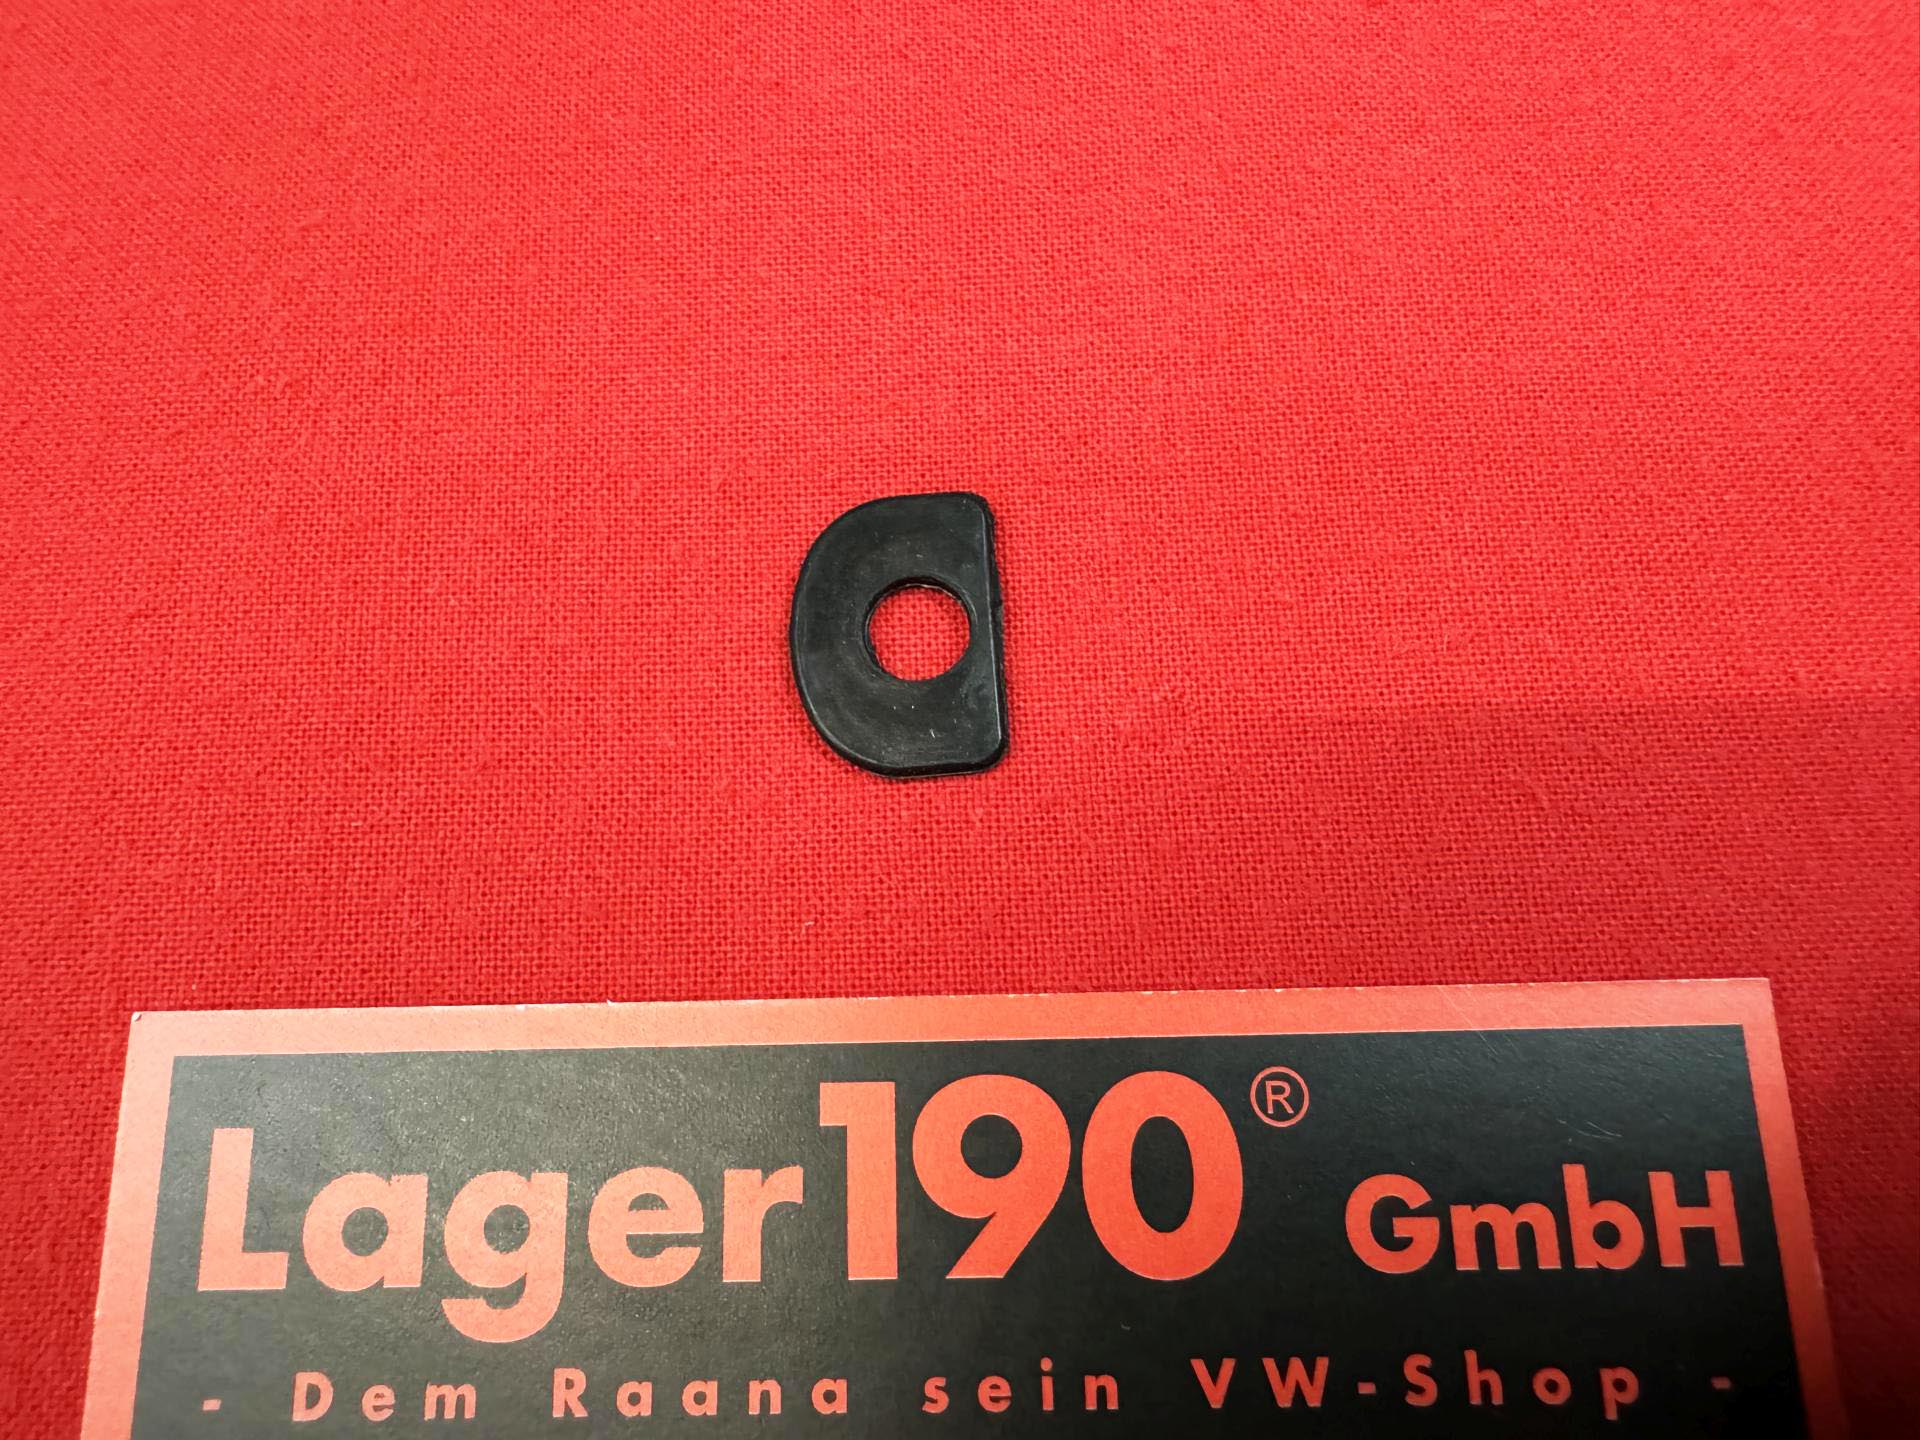 Lager190® GmbH
- Dem Raana sein VW-Shop -